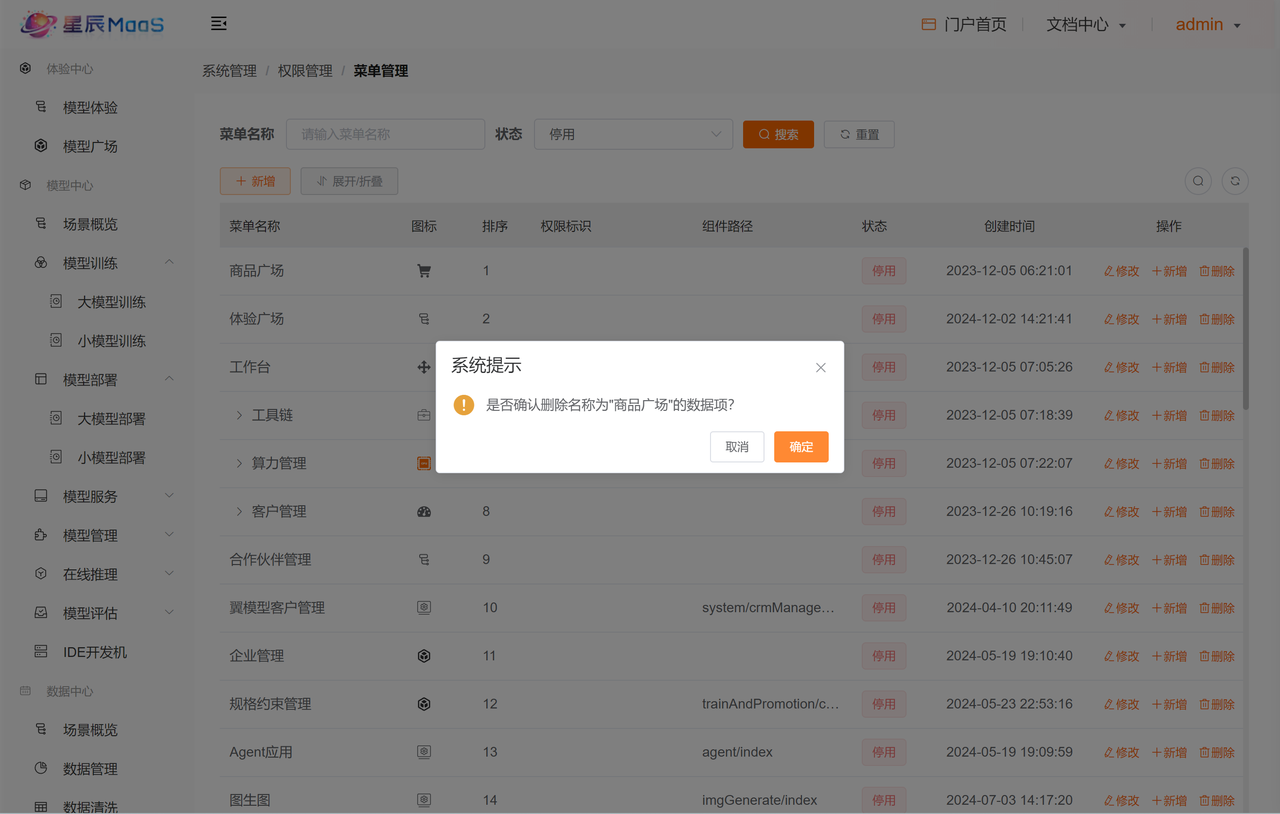 星辰MaaS
门户首页
文档中心
admin
体验中心
模型体验
模型广场
模型中心
场景概览
模型训练
大模型训练
小模型训练
模型部署
大模型部署
小模型部署
模型服务
模型管理
在线推理
模型评估
IDE开发机
数据中心
场景概览
数据管理
数据清洗
系统管理 / 权限管理 / 菜单管理
菜单名称 请输入菜单名称 状态 停用 搜索 重置
新增 展开/折叠
菜单名称 图标 排序 权限标识 组件路径 状态 创建时间 操作
商品广场 1 停用 2023-12-05 06:21:01 修改 新增 删除
体验广场 2 停用 2024-12-02 14:21:41 修改 新增 删除
工作台 停用 2023-12-05 07:05:26 修改 新增 删除
工具链 停用 2023-12-05 07:18:39 修改 新增 删除
算力管理 停用 2023-12-05 07:22:07 修改 新增 删除
客户管理 8 停用 2023-12-26 10:19:16 修改 新增 删除
合作伙伴管理 9 停用 2023-12-26 10:45:07 修改 新增 删除
翼模型客户管理 10 system/crmManage… 停用 2024-04-10 20:11:49 修改 新增 删除
企业管理 11 停用 2024-05-19 19:10:40 修改 新增 删除
规格约束管理 12 trainAndPromotion/c… 停用 2024-05-23 22:53:16 修改 新增 删除
Agent应用 13 agent/index 停用 2024-05-19 19:09:59 修改 新增 删除
图生图 14 imgGenerate/index 停用 2024-07-03 14:17:20 修改 新增 删除
系统提示
是否确认删除名称为"商品广场"的数据项?
取消 确定